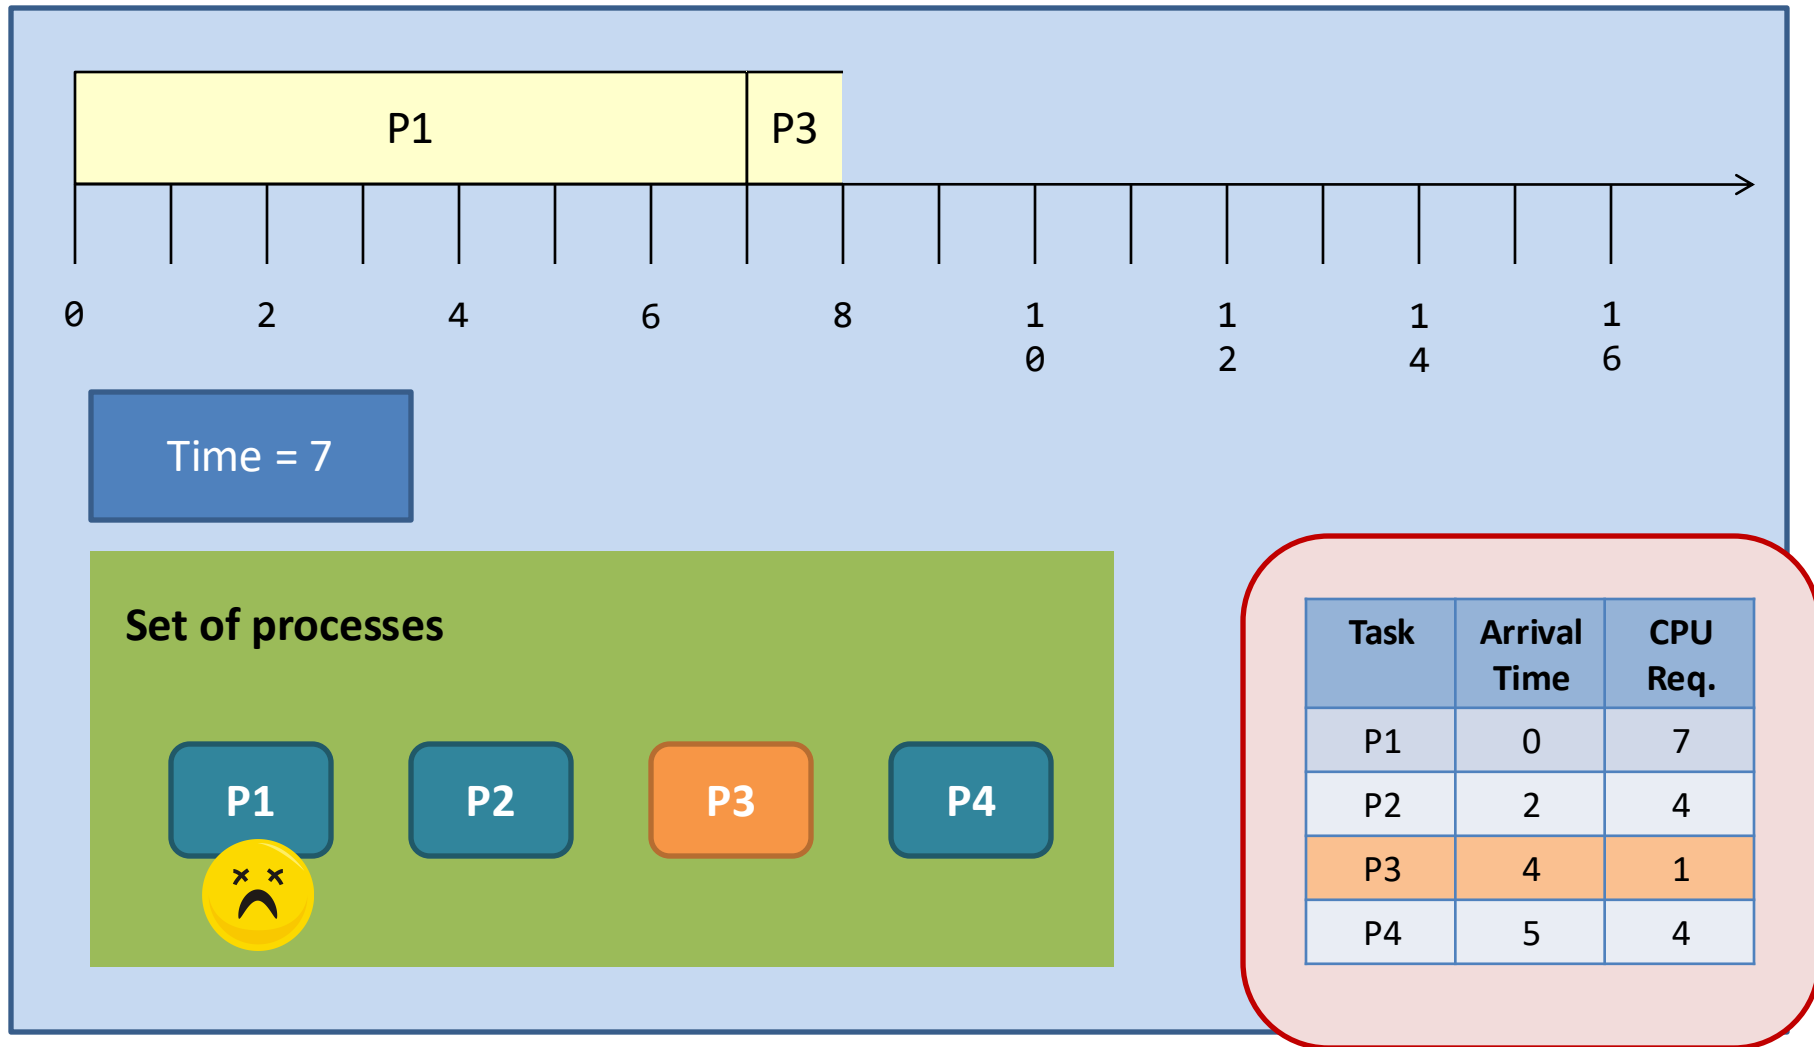 P1 P3
0 2 4 6 8 1 1 1 1
0 2 4 6
Time = 7
Set of processes
P1 P2 P3 P4
Task Arrival CPU
Time Req.
P1 0 7
P2 2 4
P3 4 1
P4 5 4